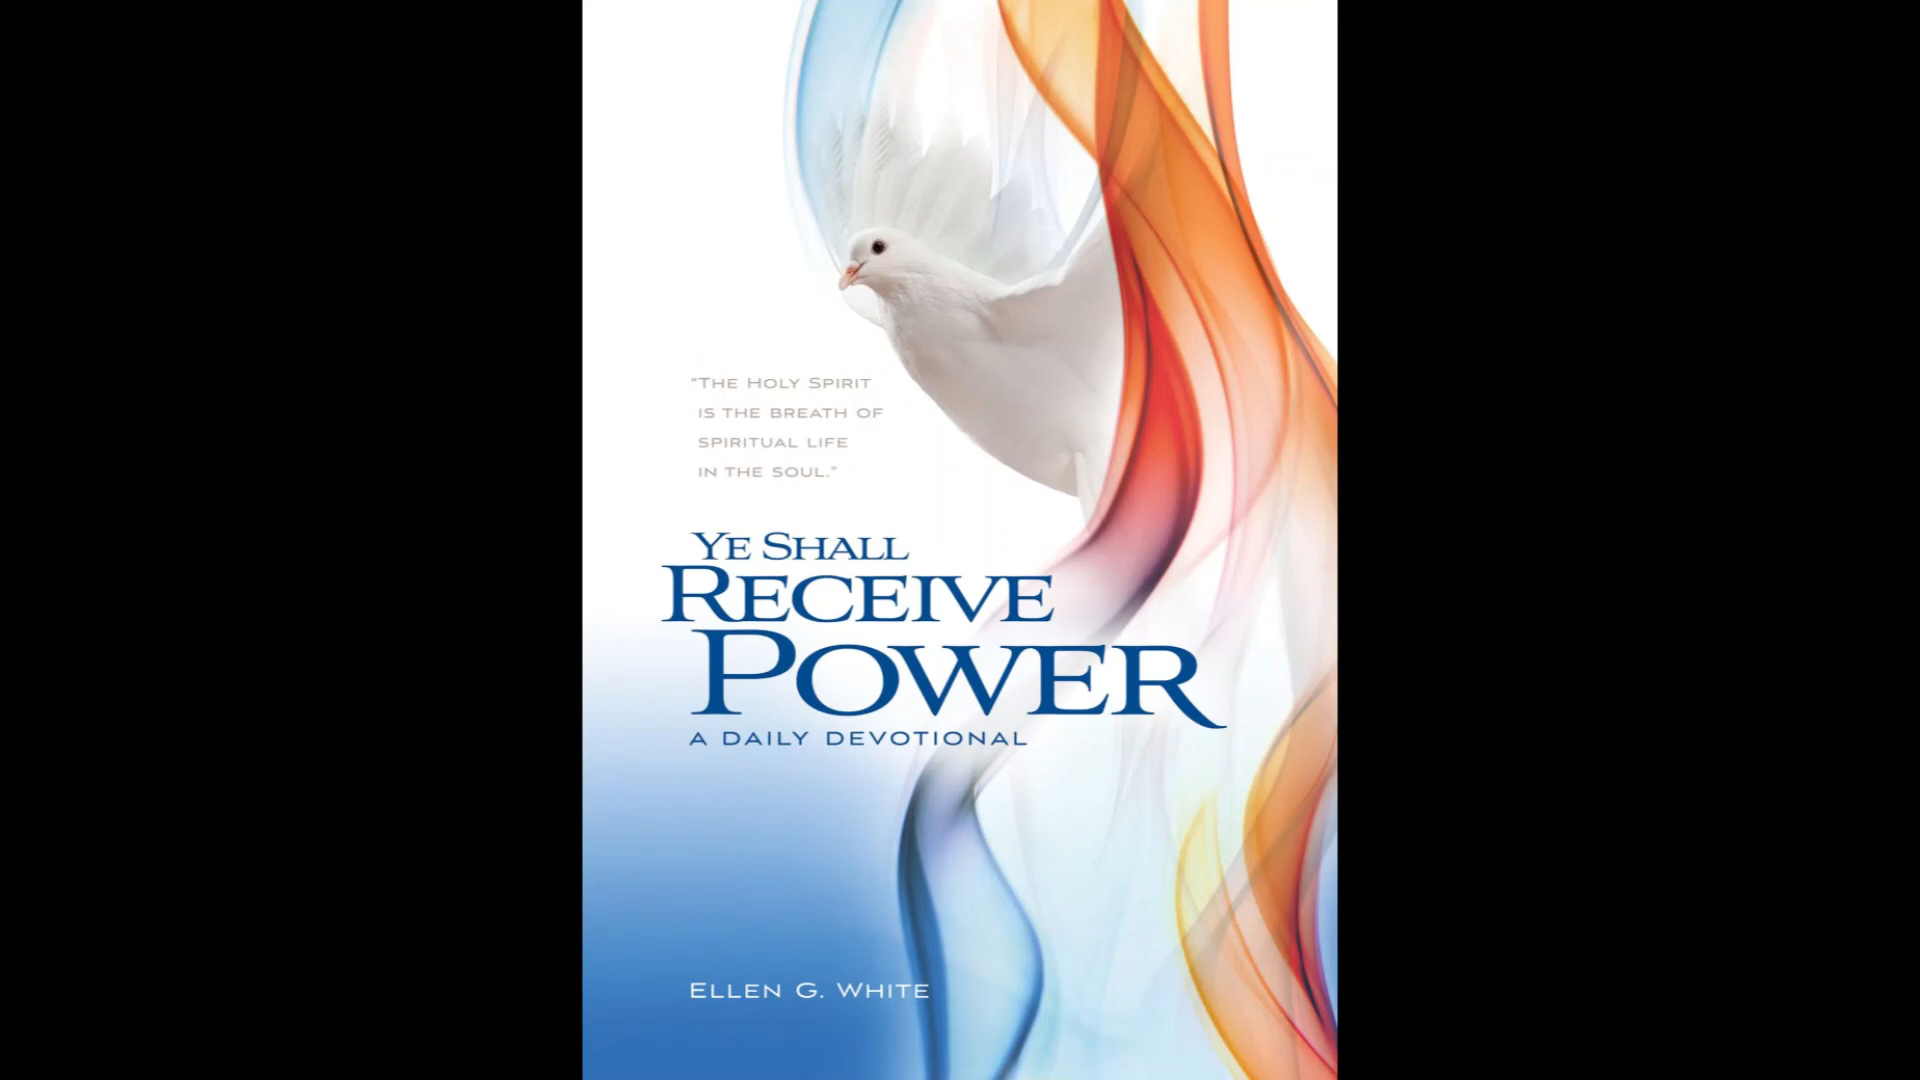 “The Holy Spirit
is the breath of
spiritual life
in the soul.”
Ye Shall
Receive
Power
A Daily Devotional
Ellen G. White